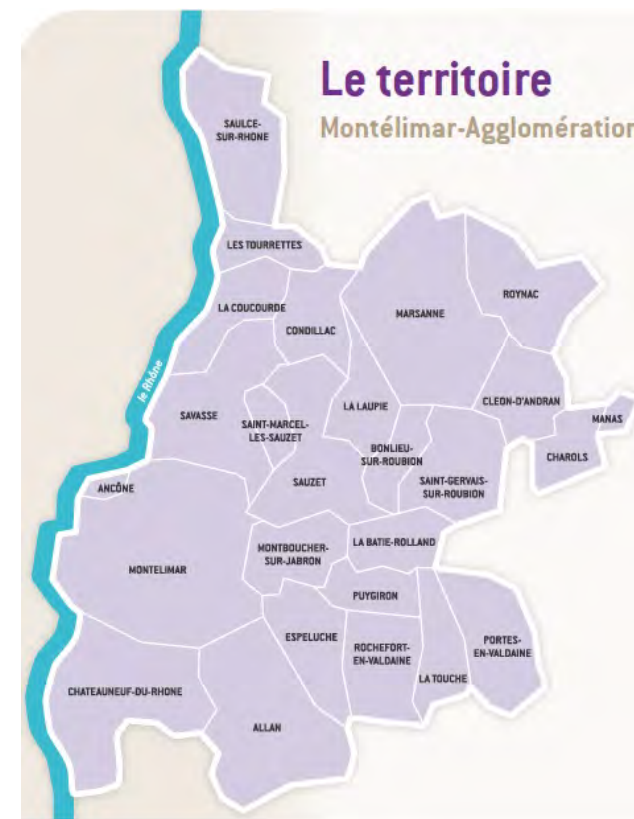 Le territoire
Montélimar-Agglomération
SAULCE-
SUR-RHONE
LES TOURRETTES
LA COUCOURDE
CONDILLAC
MARSANNE
ROYNAC
le Rhône
SAVASSE
SAINT-MARCEL-
LES-SAUZET
LA LAUPIE
CLEON-D'ANDRAN
MANAS
CHAROLS
BONLIEU-
SUR-ROUBION
SAINT-GERVAIS-
SUR-ROUBION
SAUZET
ANCÔNE
MONTELIMAR
MONTBOUCHER-
SUR-JABRON
LA BATIE-ROLLAND
PUYGIRON
ESPELUCHE
ROCHEFORT-
EN-VALDAINE
LA TOUCHE
PORTES-
EN-VALDAINE
CHATEAUNEUF-DU-RHONE
ALLAN